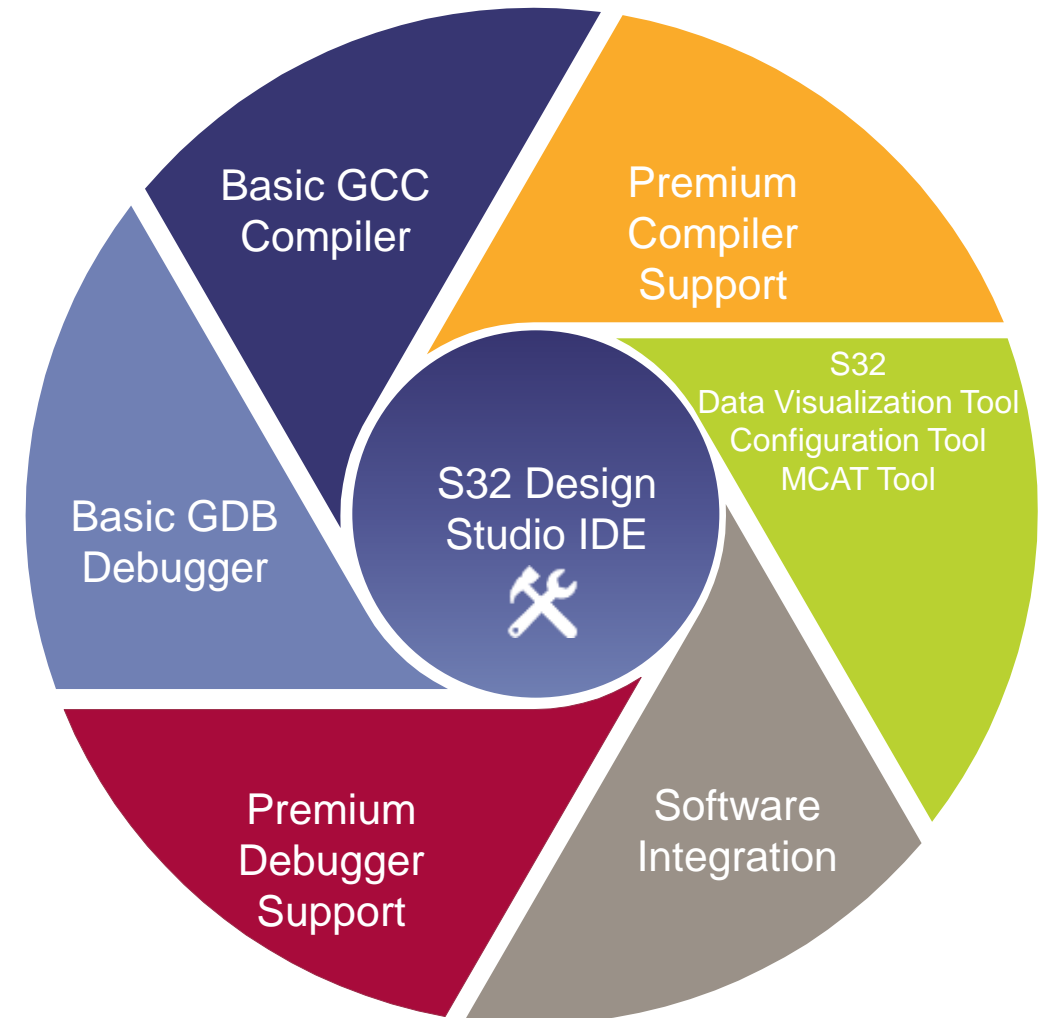 Basic GCC
Compiler
Premium
Compiler
Support
S32
Data Visualization Tool
Configuration Tool
MCAT Tool
S32 Design
Studio IDE
Basic GDB
Debugger
Premium
Debugger
Support
Software
Integration